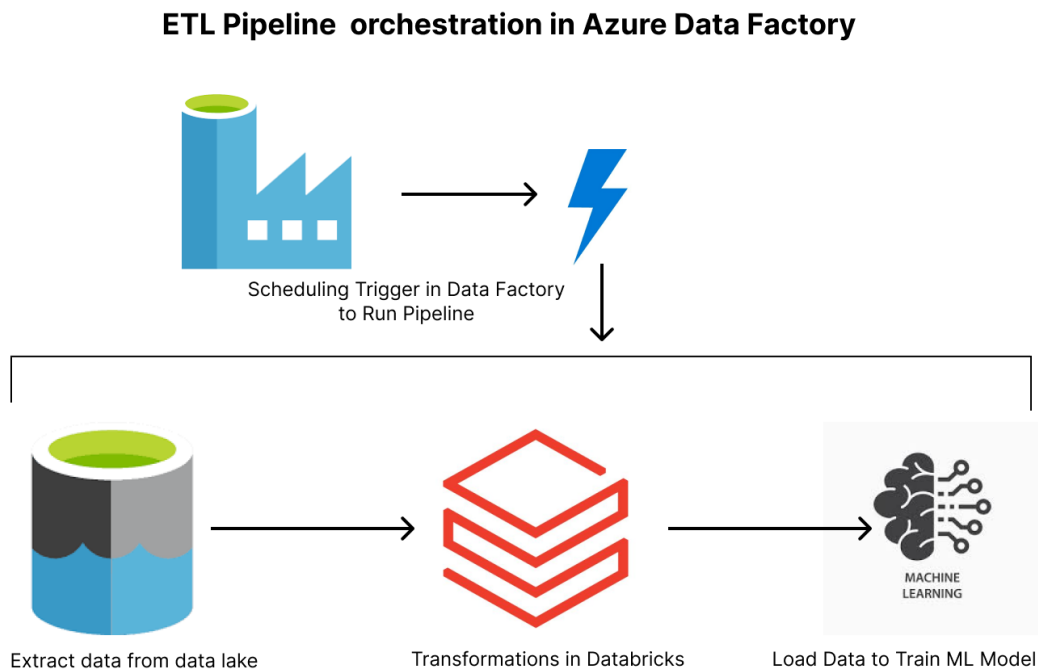 ETL Pipeline orchestration in Azure Data Factory
Scheduling Trigger in Data Factory
to Run Pipeline
MACHINE
LEARNING
Extract data from data lake
Transformations in Databricks
Load Data to Train ML Model